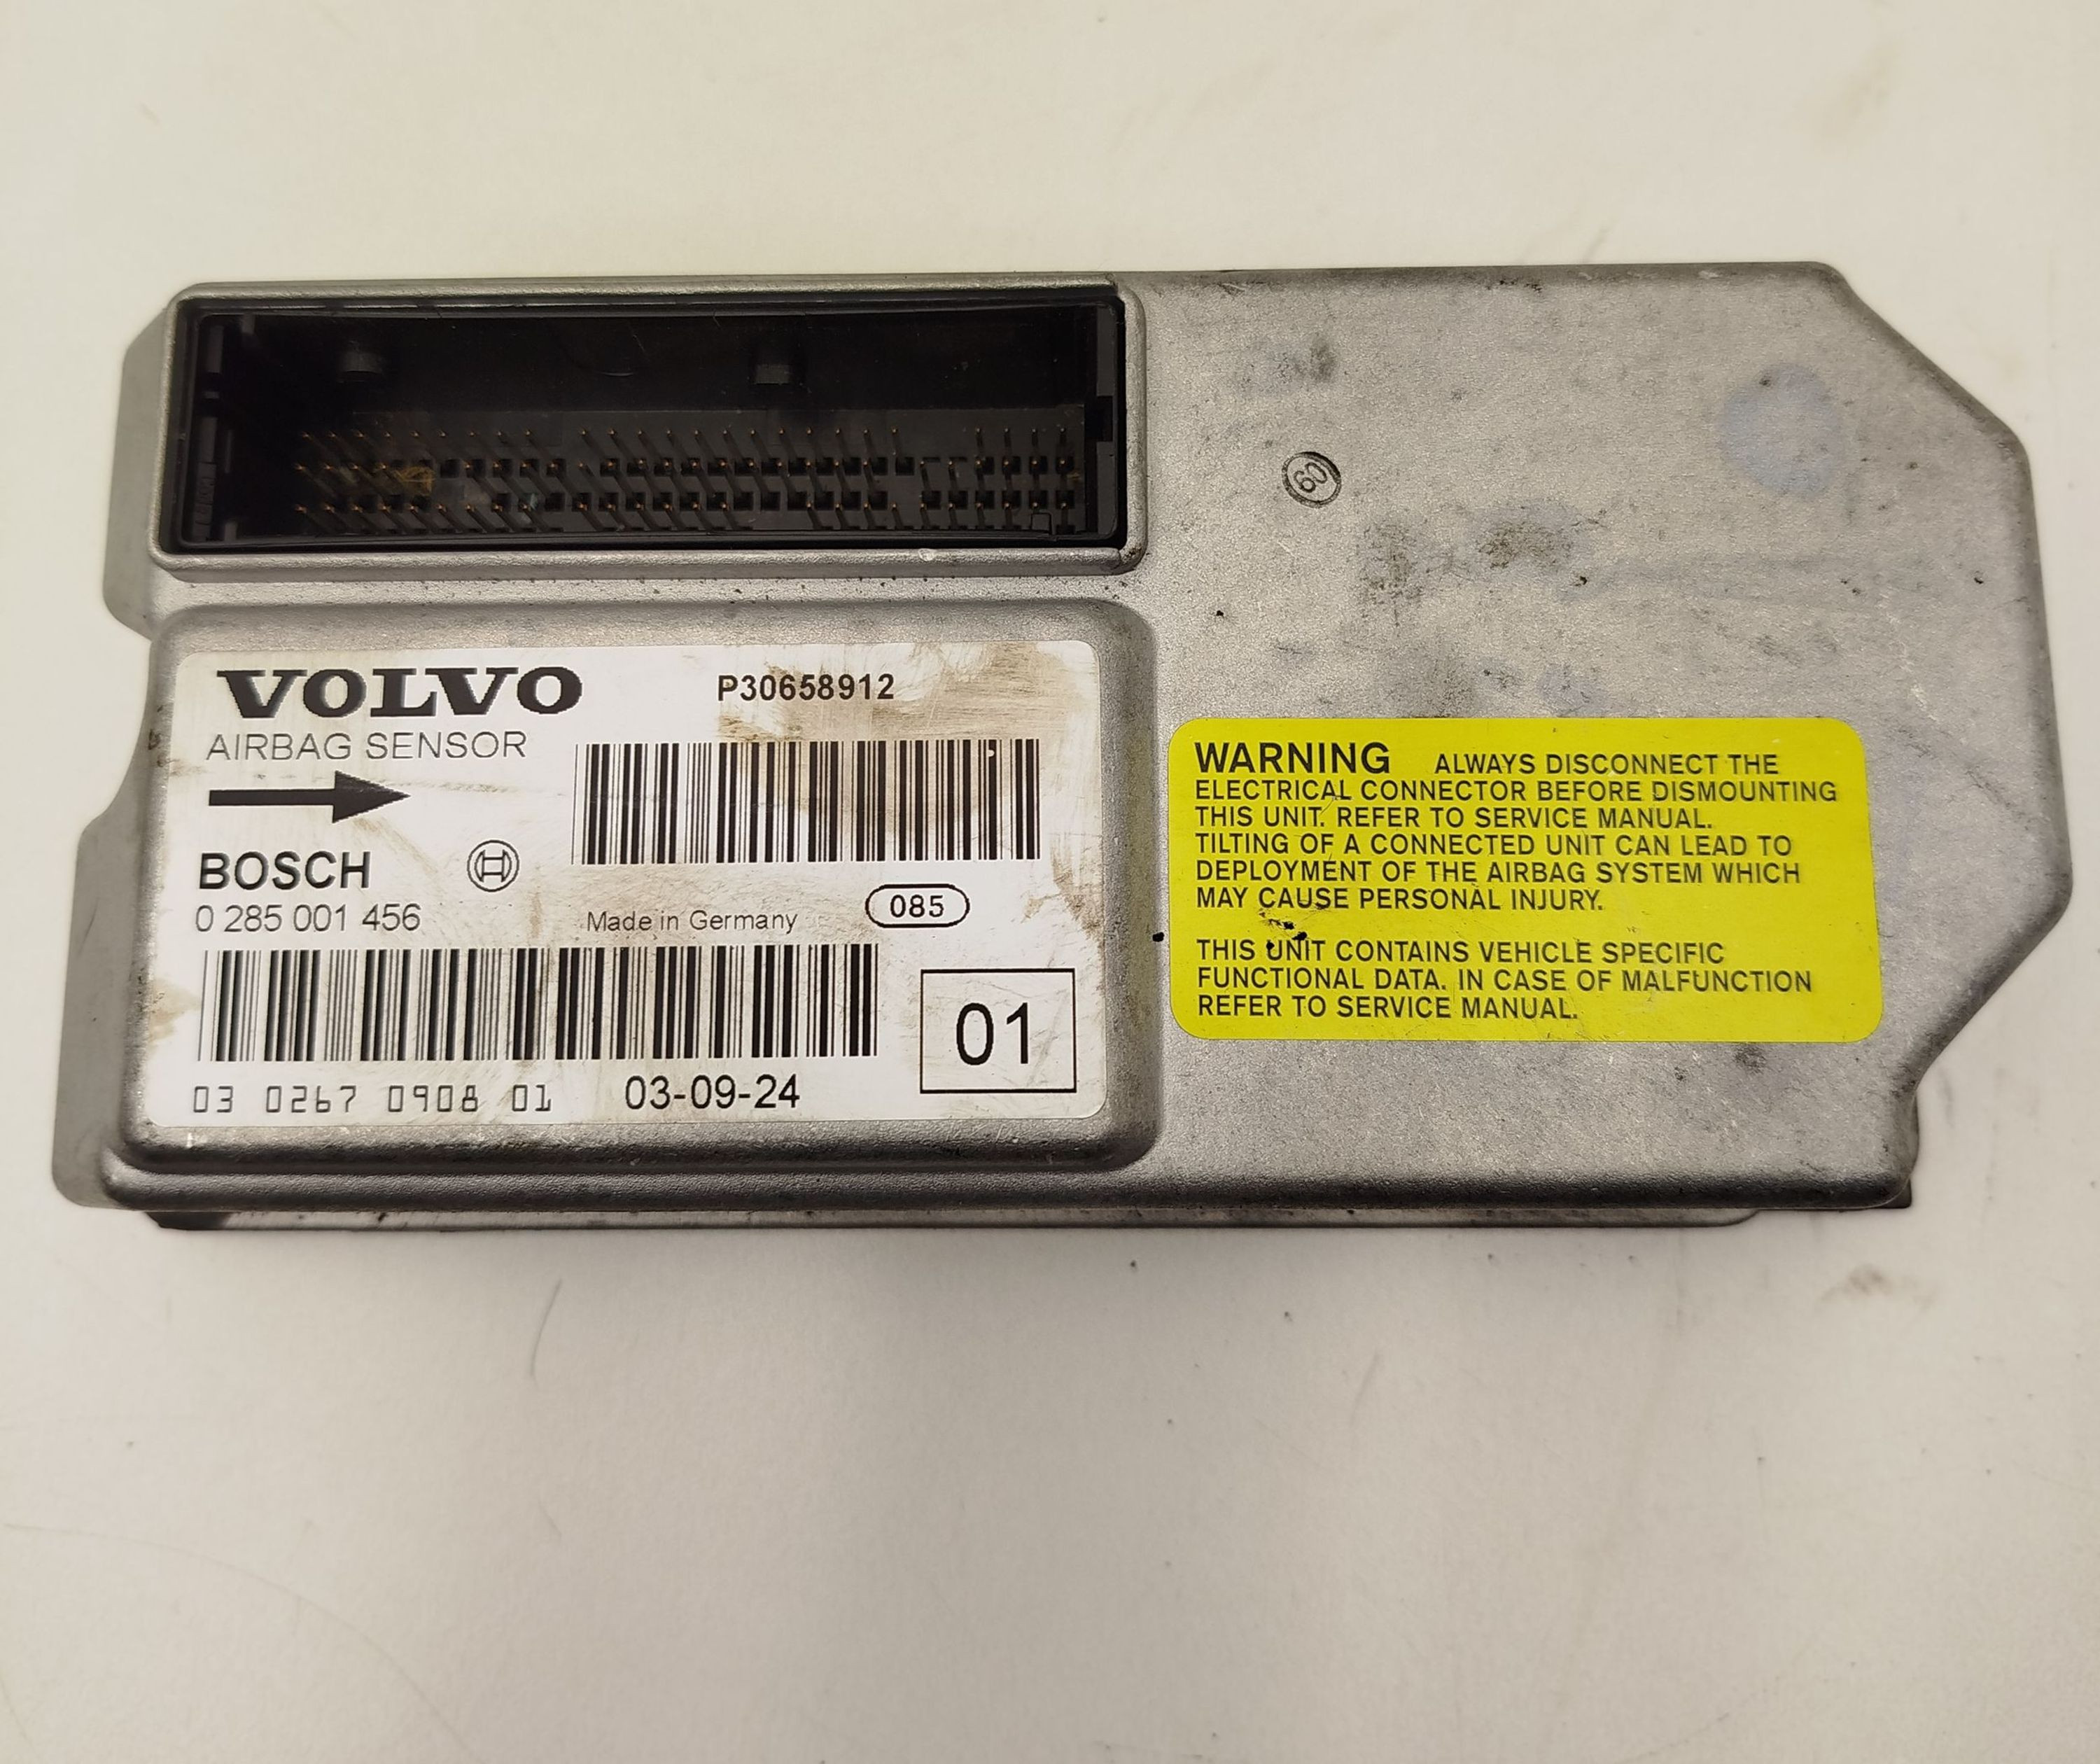 VOLVO
P30658912
AIRBAG SENSOR
BOSCH
0 285 001 456
Made in Germany
085
03 0267 0908 01
03-09-24
01
60
WARNING ALWAYS DISCONNECT THE
ELECTRICAL CONNECTOR BEFORE DISMOUNTING
THIS UNIT. REFER TO SERVICE MANUAL.
TILTING OF A CONNECTED UNIT CAN LEAD TO
DEPLOYMENT OF THE AIRBAG SYSTEM WHICH
MAY CAUSE PERSONAL INJURY.
THIS UNIT CONTAINS VEHICLE SPECIFIC
FUNCTIONAL DATA. IN CASE OF MALFUNCTION
REFER TO SERVICE MANUAL.